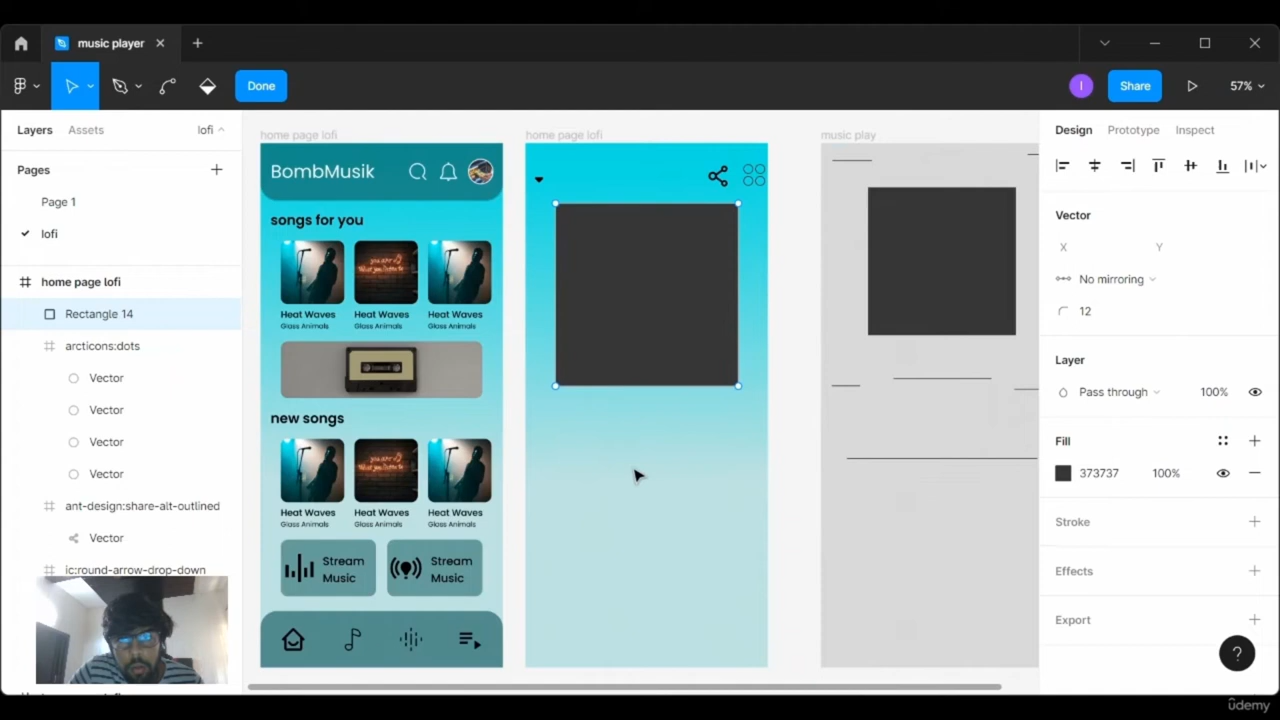 music player
Done
Share
57%
Layers
Assets
lofi
Pages
Page 1
lofi
home page lofi
Rectangle 14
arcticons:dots
Vector
Vector
Vector
Vector
ant-design:share-alt-outlined
Vector
ic:round-arrow-drop-down
home page lofi
BombMusik
songs for you
Heat Waves
Glass Animals
Heat Waves
Glass Animals
Heat Waves
Glass Animals
new songs
Heat Waves
Glass Animals
Heat Waves
Glass Animals
Heat Waves
Glass Animals
Stream
Music
Stream
Music
home page lofi
music play
Design
Prototype
Inspect
Vector
X
Y
No mirroring
12
Layer
Pass through
100%
Fill
373737
100%
Stroke
Effects
Export
?
I
ûdemy